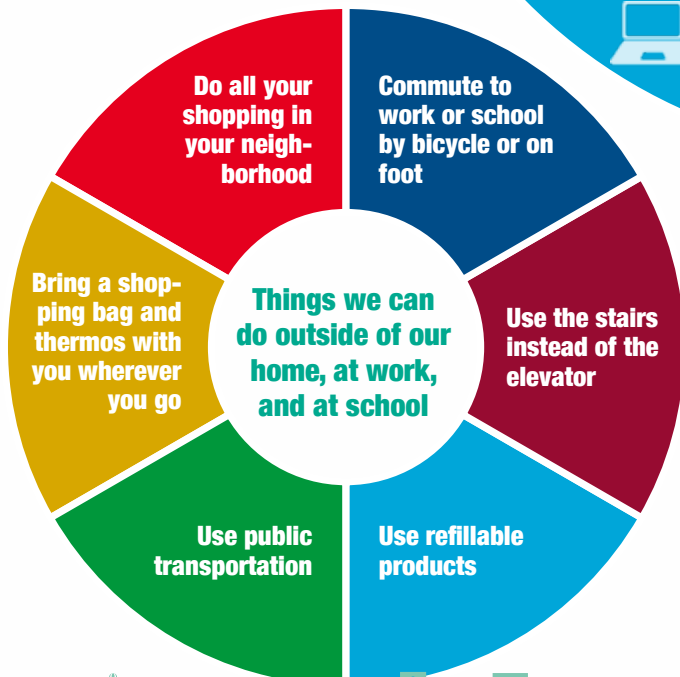 Do all your
shopping in
your neigh-
borhood
Commute to
work or school
by bicycle or on
foot
Bring a shop-
ping bag and
thermos with
you wherever
you go
Things we can
do outside of our
home, at work,
and at school
Use the stairs
instead of the
elevator
Use public
transportation
Use refillable
products